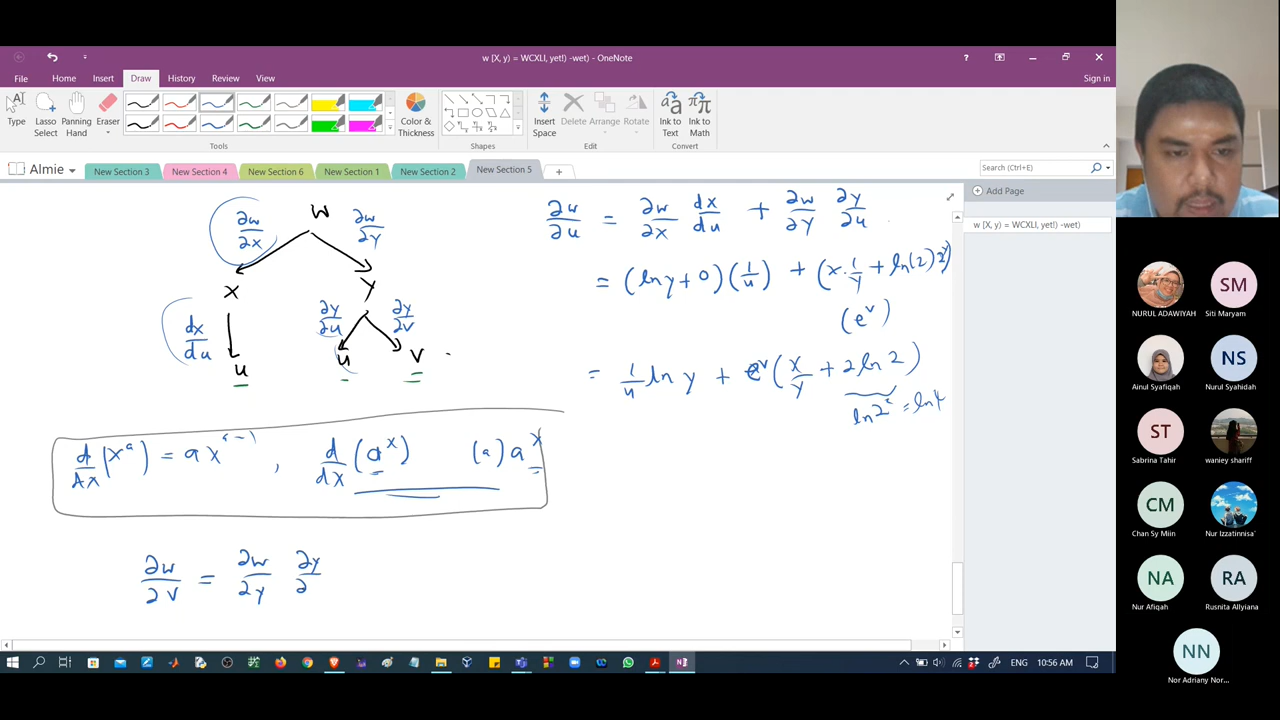 w [X, y) = WCXLI, yet!) -wet) - OneNote
File Home Insert Draw History Review View
Sign in
Type Lasso Select Panning Hand Eraser
Color & Thickness
Insert Space Delete Arrange Rotate Ink to Text Ink to Math
Tools Shapes Edit Convert
Almie New Section 3 New Section 4 New Section 6 New Section 1 New Section 2 New Section 5
Search (Ctrl+E)
Add Page
w [X, y) = WCXLI, yet!) -wet)
W
∂w/∂x ∂w/∂y
x y
dx/du ∂y/∂u ∂y/∂v
u u v
d/dx (x^a) = a x^(a-1) , d/dx (a^x) (a) a^x
∂w/∂v = ∂w/∂y ∂y/∂
∂w/∂u = ∂w/∂x dx/du + ∂w/∂y ∂y/∂u
= (ln y + 0) (1/u) + (x · 1/y + ln(2) 2^y)
(e^v)
= 1/u ln y + e^v (x/y + 2 ln 2)
ln 2² = ln 4
NURUL ADAWIYAH
SM
Siti Maryam
Ainul Syafiqah
NS
Nurul Syahidah
ST
Sabrina Tahir
waniey shariff
CM
Chan Sy Miin
Nur Izzatinnisa'
NA
Nur Afiqah
RA
Rusnita Allyiana
NN
Nor Adriany Nor...
ENG 10:56 AM